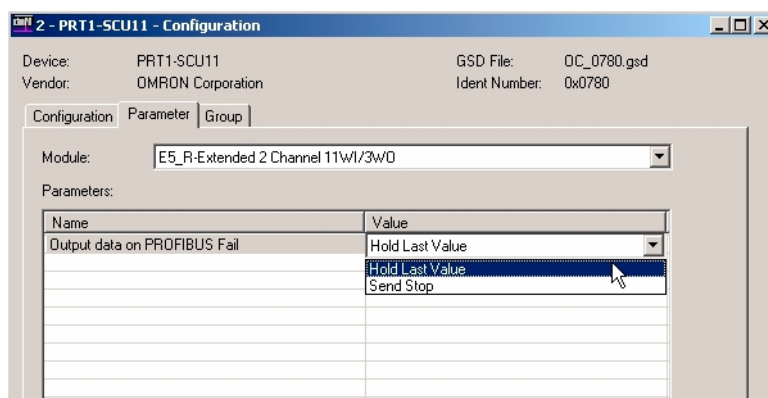 2 - PRT1-SCU11 - Configuration
Device: PRT1-SCU11 GSD File: OC_0780.gsd
Vendor: OMRON Corporation Ident Number: 0x0780
Configuration Parameter Group
Module: E5_R-Extended 2 Channel 11WI/3WO
Parameters:
Name Value
Output data on PROFIBUS Fail Hold Last Value
Hold Last Value
Send Stop